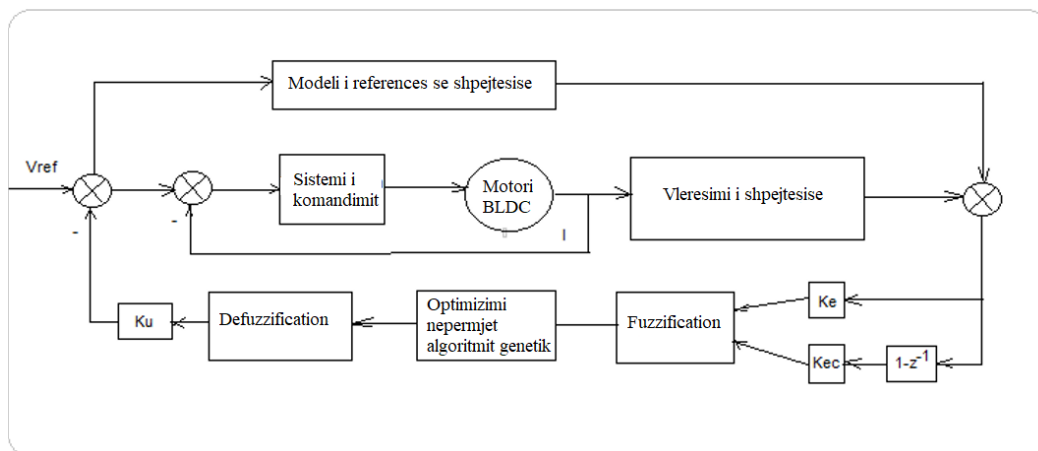 Modeli i references se shpejtesise
Vref
Sistemi i
komandimit
Motori
BLDC
Vleresimi i shpejtesise
-
-
I
Ku
Defuzzification
Optimizimi
nepermjet
algoritmit genetik
Fuzzification
Ke
Kec
1-z⁻¹